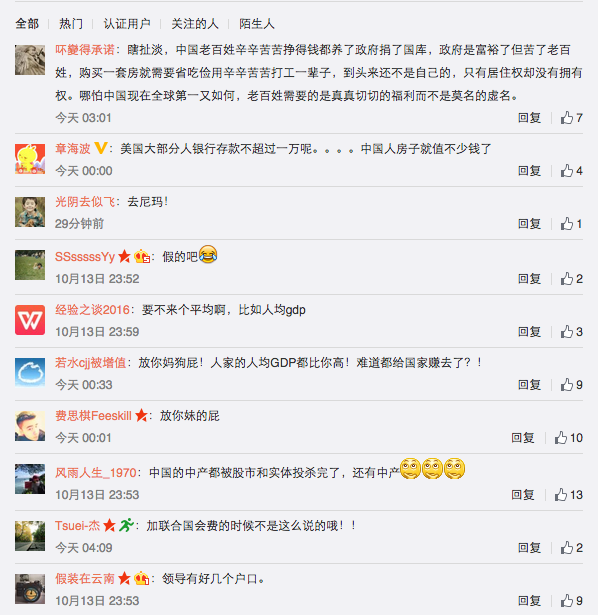 全部 热门 认证用户 关注的人 陌生人
吥變得承诺：瞎扯淡，中国老百姓辛辛苦苦挣得钱都养了政府捐了国库，政府是富裕了但苦了老百
姓，购买一套房就需要省吃俭用辛辛苦苦打工一辈子，到头来还不是自己的，只有居住权却没有拥有
权。哪怕中国现在全球第一又如何，老百姓需要的是真真切切的福利而不是莫名的虚名。
今天 03:01 回复 7
章海波：美国大部分人银行存款不超过一万呢。。。。中国人房子就值不少钱了
今天 00:00 回复 4
光阴去似飞：去尼玛！
29分钟前 回复 1
SSsssssYy：假的吧
10月13日 23:52 回复 2
经验之谈2016：要不来个平均啊，比如人均gdp
10月13日 23:59 回复 3
若水cjj被增值：放你妈狗屁！人家的人均GDP都比你高！难道都给国家赚去了？！
今天 00:33 回复 9
费思棋Feeskill：放你妹的屁
今天 00:01 回复 10
风雨人生_1970：中国的中产都被股市和实体投杀完了，还有中产
10月13日 23:53 回复 13
Tsuei-杰：加联合国会费的时候不是这么说的哦！！
今天 04:09 回复 2
假装在云南：领导有好几个户口。
10月13日 23:53 回复 9